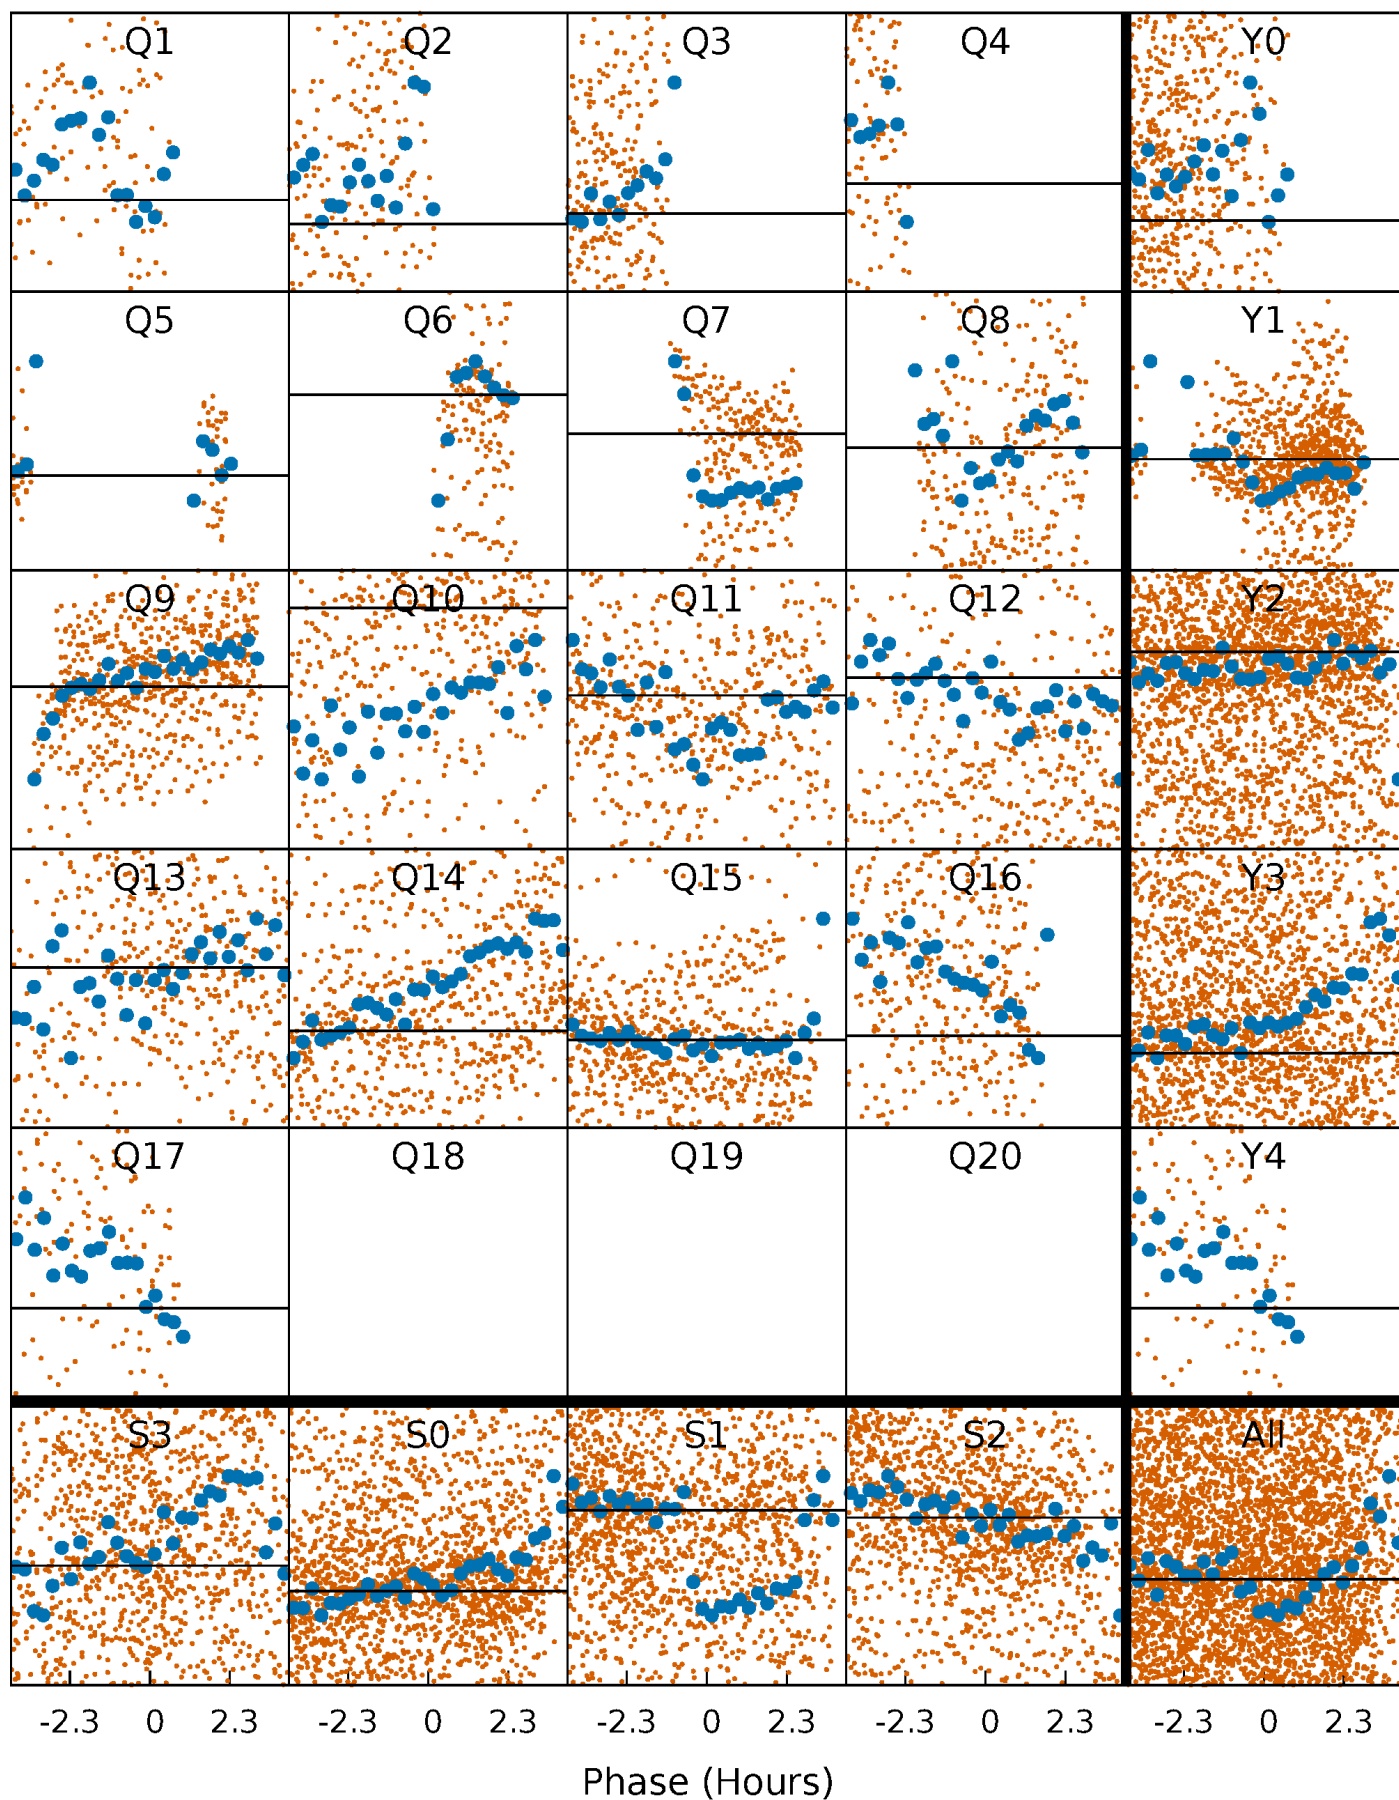 Q1 Q2 Q3 Q4 Y0
Q5 Q6 Q7 Q8 Y1
Q9 Q10 Q11 Q12 Y2
Q13 Q14 Q15 Q16 Y3
Q17 Q18 Q19 Q20 Y4
S3 S0 S1 S2 All
-2.3 0 2.3 -2.3 0 2.3 -2.3 0 2.3 -2.3 0 2.3 -2.3 0 2.3
Phase (Hours)